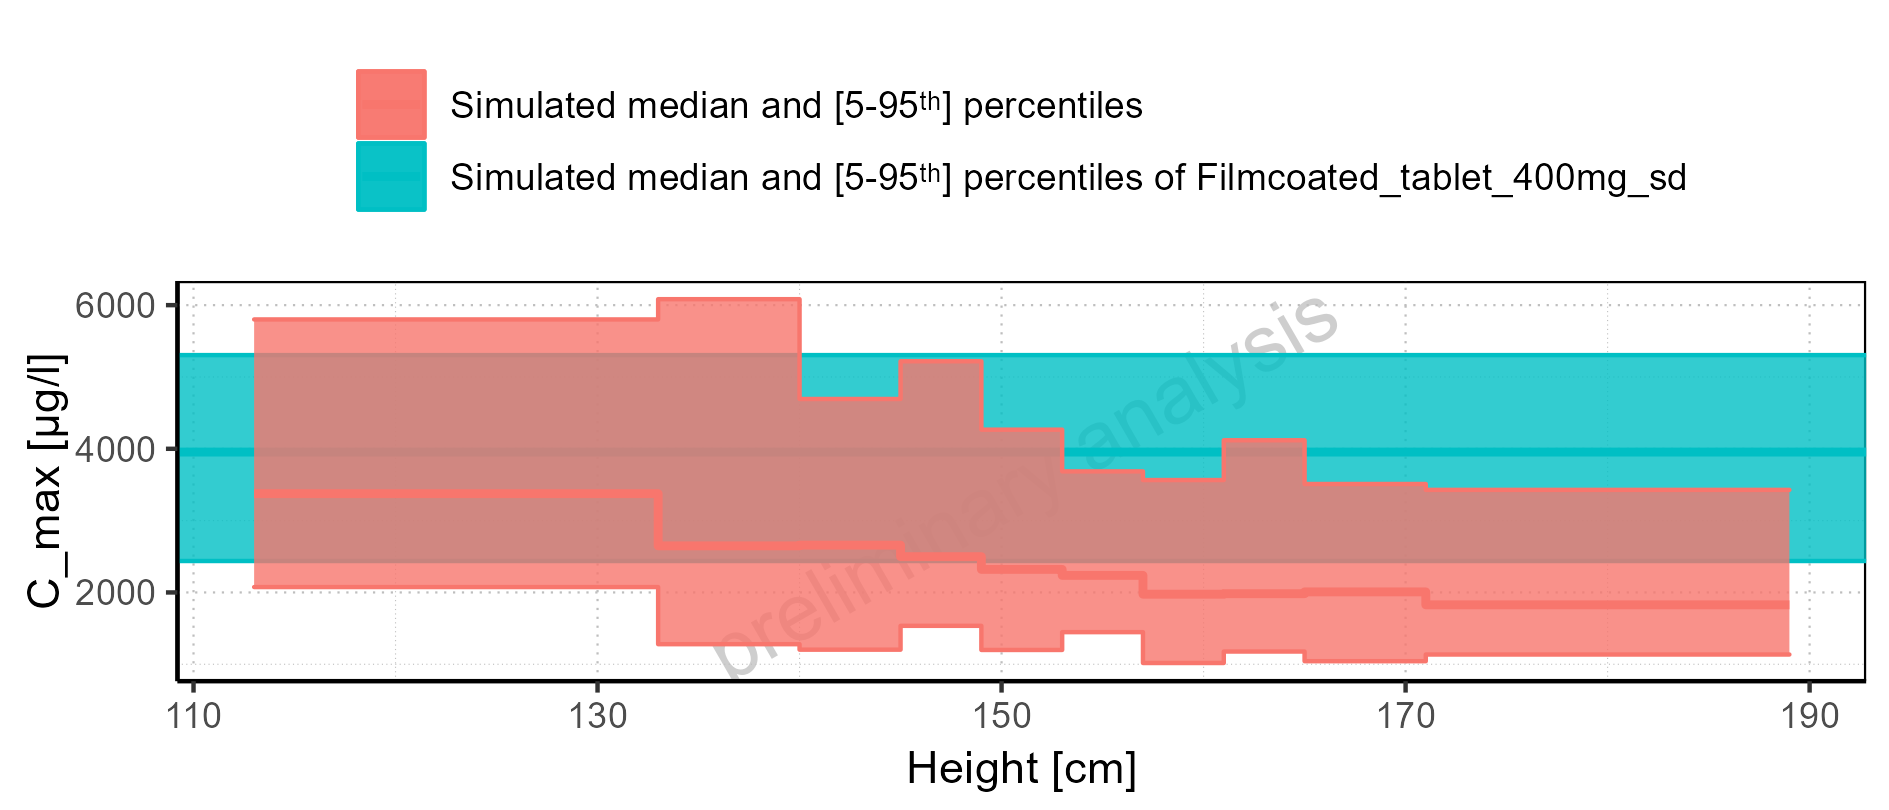 Simulated median and [5-95th] percentiles
Simulated median and [5-95th] percentiles of Filmcoated_tablet_400mg_sd
6000
4000
2000
C_max [µg/l]
preliminary analysis
110 130 150 170 190
Height [cm]